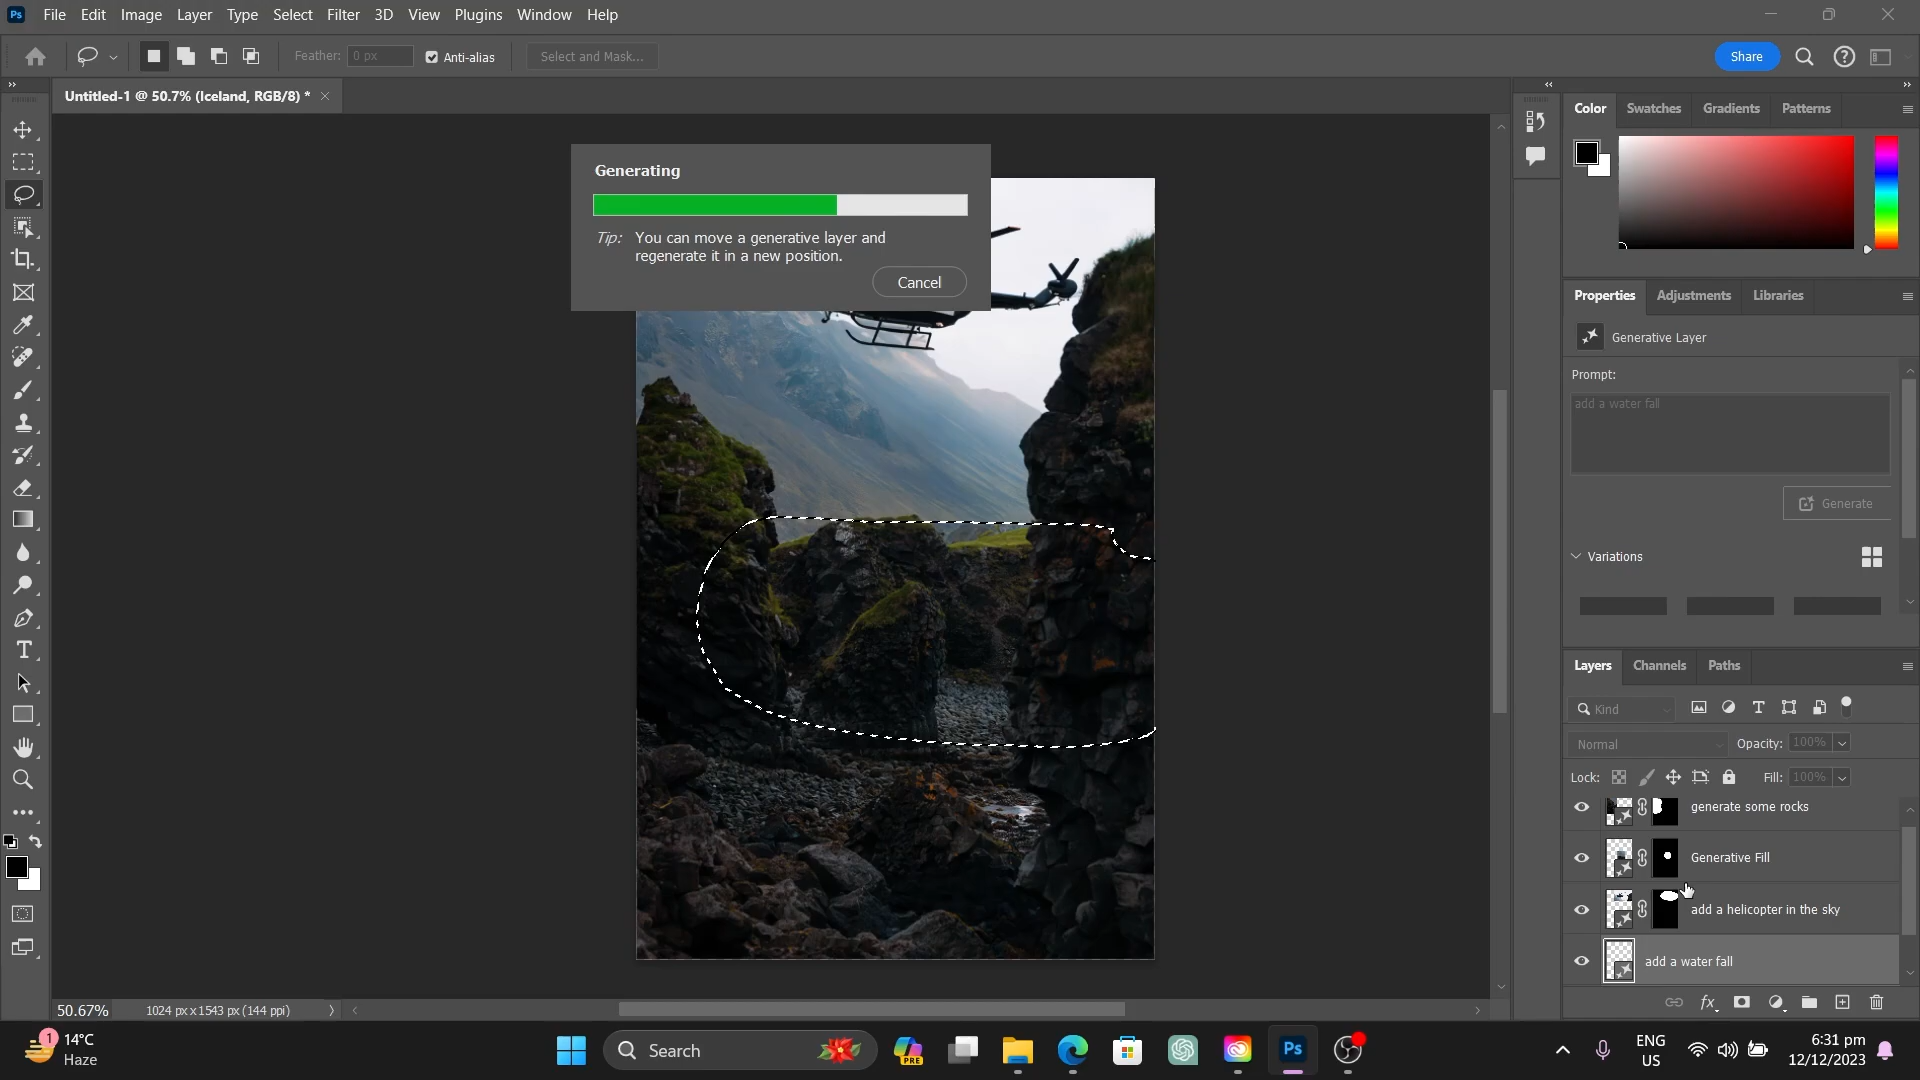 Ps File Edit Image Layer Type Select Filter 3D View Plugins Window Help
Feather: 0 px Anti-alias Select and Mask... Share
Untitled-1 @ 50.7% (Iceland, RGB/8) *
Color Swatches Gradients Patterns
Generating
Tip: You can move a generative layer and
regenerate it in a new position.
Cancel
Properties Adjustments Libraries
Generative Layer
Prompt:
add a water fall
Generate
Variations
Layers Channels Paths
Kind
Normal Opacity: 100%
Lock: Fill: 100%
generate some rocks
Generative Fill
add a helicopter in the sky
add a water fall
50.67% 1024 px x 1543 px (144 ppi)
1 14°C
Haze
Search
PRE
Ps
ENG
US
6:31 pm
12/12/2023